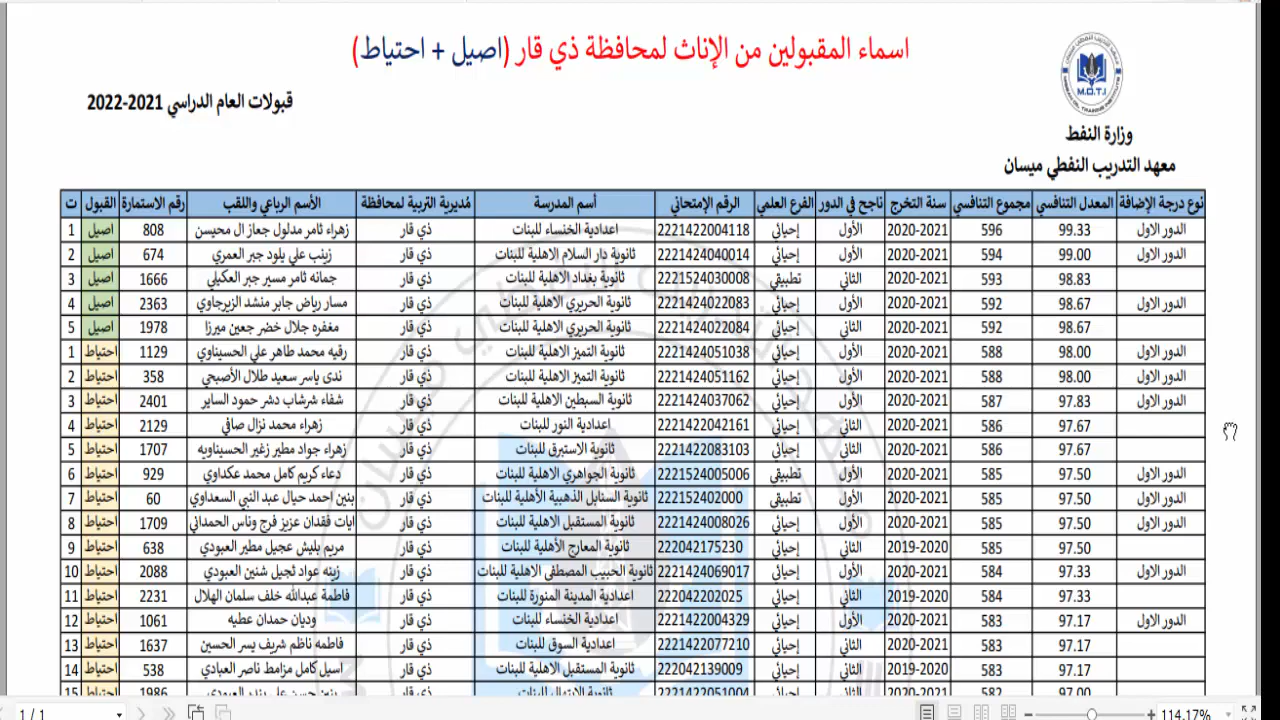 اسماء المقبولين من الإناث لمحافظة ذي قار (اصيل + احتياط)
قبولات العام الدراسي 2021-2022
M.O.T.I
وزارة النفط
معهد التدريب النفطي ميسان
ت القبول رقم الاستمارة الأسم الرباعي واللقب مُديرية التربية لمحافظة أسم المدرسة الرقم الإمتحاني الفرع العلمي ناجح في الدور سنة التخرج مجموع التنافسي المعدل التنافسي نوع درجة الإضافة
1 اصيل 808 زهراء ثامر مدلول جعاز ال محيسن ذي قار اعدادية الخنساء للبنات 2221422004118 إحيائي الأول 2020-2021 596 99.33 الدور الاول
2 اصيل 674 زينب علي يلود جبر العمري ذي قار ثانوية دار السلام الاهلية للبنات 2221424040014 إحيائي الأول 2020-2021 594 99.00 الدور الاول
3 اصيل 1666 جمانه ثامر مسير جبر العكيلي ذي قار ثانوية بغداد الاهلية للبنات 2221524030008 تطبيقي الثاني 2020-2021 593 98.83
4 اصيل 2363 مسار رياض جابر منشد الزيرجاوي ذي قار ثانوية الحريري الاهلية للبنات 2221424022083 إحيائي الأول 2020-2021 592 98.67 الدور الاول
5 اصيل 1978 مغفره جلال خضر جعين ميرزا ذي قار ثانوية الحريري الاهلية للبنات 2221424022084 إحيائي الثاني 2020-2021 592 98.67
1 احتياط 1129 رقيه محمد طاهر علي الحسيناوي ذي قار ثانوية التميز الاهلية للبنات 2221424051038 إحيائي الأول 2020-2021 588 98.00 الدور الاول
2 احتياط 358 ندى ياسر سعيد طلال الأصبحي ذي قار ثانوية التميز الاهلية للبنات 2221424051162 إحيائي الأول 2020-2021 588 98.00 الدور الاول
3 احتياط 2401 شفاء شرشاب دشر حمود الساير ذي قار ثانوية السبطين الاهلية للبنات 2221424037062 إحيائي الأول 2020-2021 587 97.83 الدور الاول
4 احتياط 2129 زهراء محمد نزال صافي ذي قار اعدادية النور للبنات 2221422042161 إحيائي الثاني 2020-2021 586 97.67
5 احتياط 1707 زهراء جواد مطير زغير الحسيناويه ذي قار ثانوية الاستبرق للبنات 2221422083103 إحيائي الثاني 2020-2021 586 97.67
6 احتياط 929 دعاء كريم كامل محمد عكداوي ذي قار ثانوية الجواهري الاهلية للبنات 2221524005006 تطبيقي الأول 2020-2021 585 97.50 الدور الاول
7 احتياط 60 بنين احمد حيال عبد النبي السعداوي ذي قار ثانوية السنابل الذهبية الأهلية للبنات 222152402000 تطبيقي الأول 2020-2021 585 97.50 الدور الاول
8 احتياط 1709 ايات فقدان عزيز فرج وناس الحمداني ذي قار ثانوية المستقبل الاهلية للبنات 2221424008026 إحيائي الأول 2020-2021 585 97.50 الدور الاول
9 احتياط 638 مريم بليش عجيل مطير العبودي ذي قار ثانوية المعارج الأهلية للبنات 222042175230 إحيائي الثاني 2019-2020 585 97.50
10 احتياط 2088 زينه عواد ثجيل شنين العبودي ذي قار ثانوية الحبيب المصطفى الاهلية للبنات 2221424069017 إحيائي الأول 2020-2021 584 97.33 الدور الاول
11 احتياط 2231 فاطمة عبدالله خلف سلمان الهلال ذي قار اعدادية المدينة المنورة للبنات 222042202025 إحيائي الثاني 2019-2020 584 97.33
12 احتياط 1061 وديان حمدان عطيه ذي قار اعدادية الخنساء للبنات 2221422004329 إحيائي الأول 2020-2021 583 97.17 الدور الاول
13 احتياط 1637 فاطمه ناظم شريف يسر الحسين ذي قار اعدادية السوق للبنات 2221422077210 إحيائي الثاني 2020-2021 583 97.17
14 احتياط 538 اسيل كامل مزامط ناصر العبادي ذي قار ثانوية المستقبل الاهلية للبنات 222042139009 إحيائي الثاني 2019-2020 583 97.17
15 احتياط 1986 ذي قار 2221422051004 إحيائي الثاني 2020-2021 582 97.00
1 / 1
114.17%